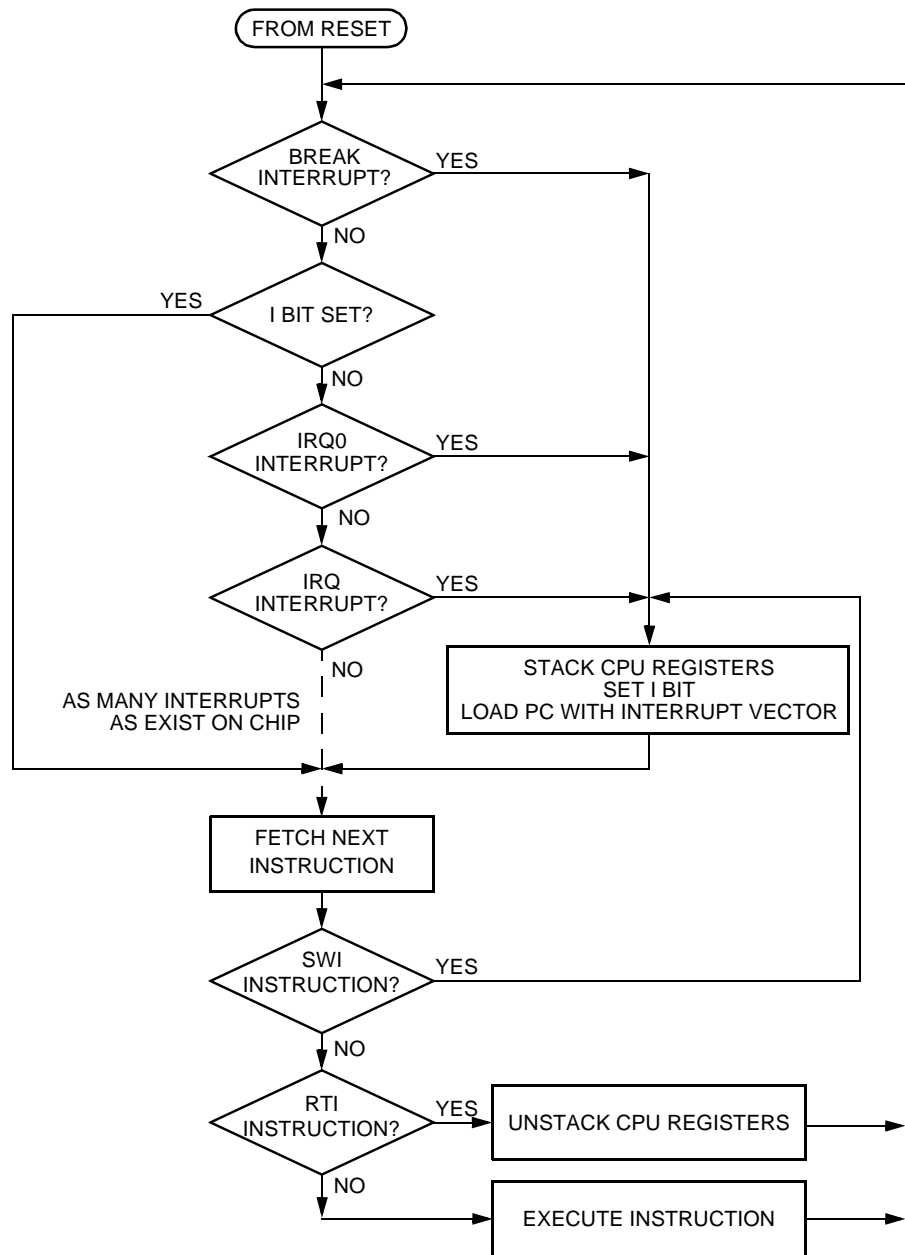 FROM RESET
BREAK
INTERRUPT?
YES
NO
YES
I BIT SET?
NO
IRQ0
INTERRUPT?
YES
NO
IRQ
INTERRUPT?
YES
NO
AS MANY INTERRUPTS
AS EXIST ON CHIP
STACK CPU REGISTERS
SET I BIT
LOAD PC WITH INTERRUPT VECTOR
FETCH NEXT
INSTRUCTION
SWI
INSTRUCTION?
YES
NO
RTI
INSTRUCTION?
YES
UNSTACK CPU REGISTERS
NO
EXECUTE INSTRUCTION